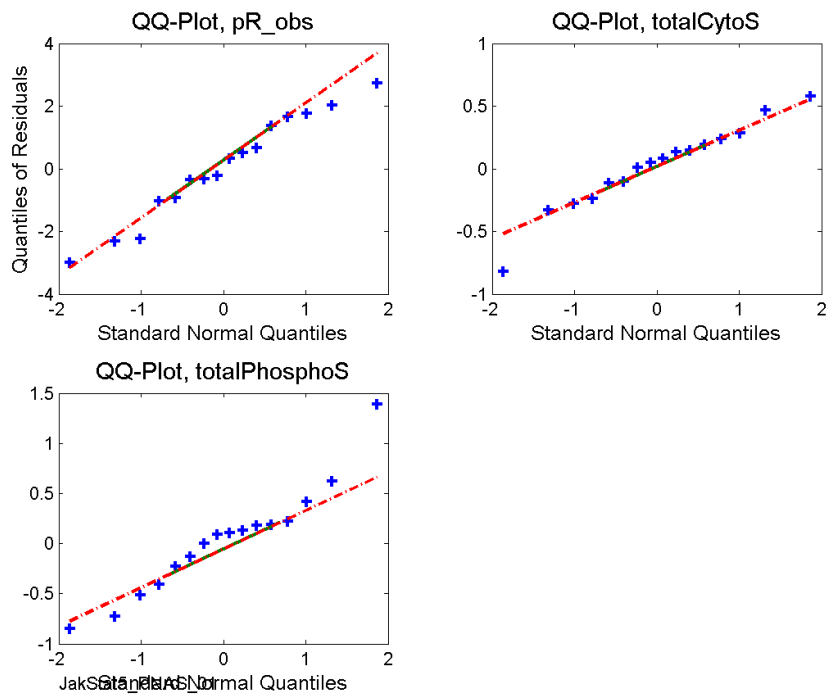 QQ-Plot, pR_obs
Quantiles of Residuals
4
2
0
-2
-4
-2 -1 0 1 2
Standard Normal Quantiles
QQ-Plot, totalCytoS
1
0.5
0
-0.5
-1
-2 -1 0 1 2
Standard Normal Quantiles
QQ-Plot, totalPhosphoS
1.5
1
0.5
0
-0.5
-1
-2 -1 0 1 2
Standard Normal Quantiles
JakStat5_PNAS_D1